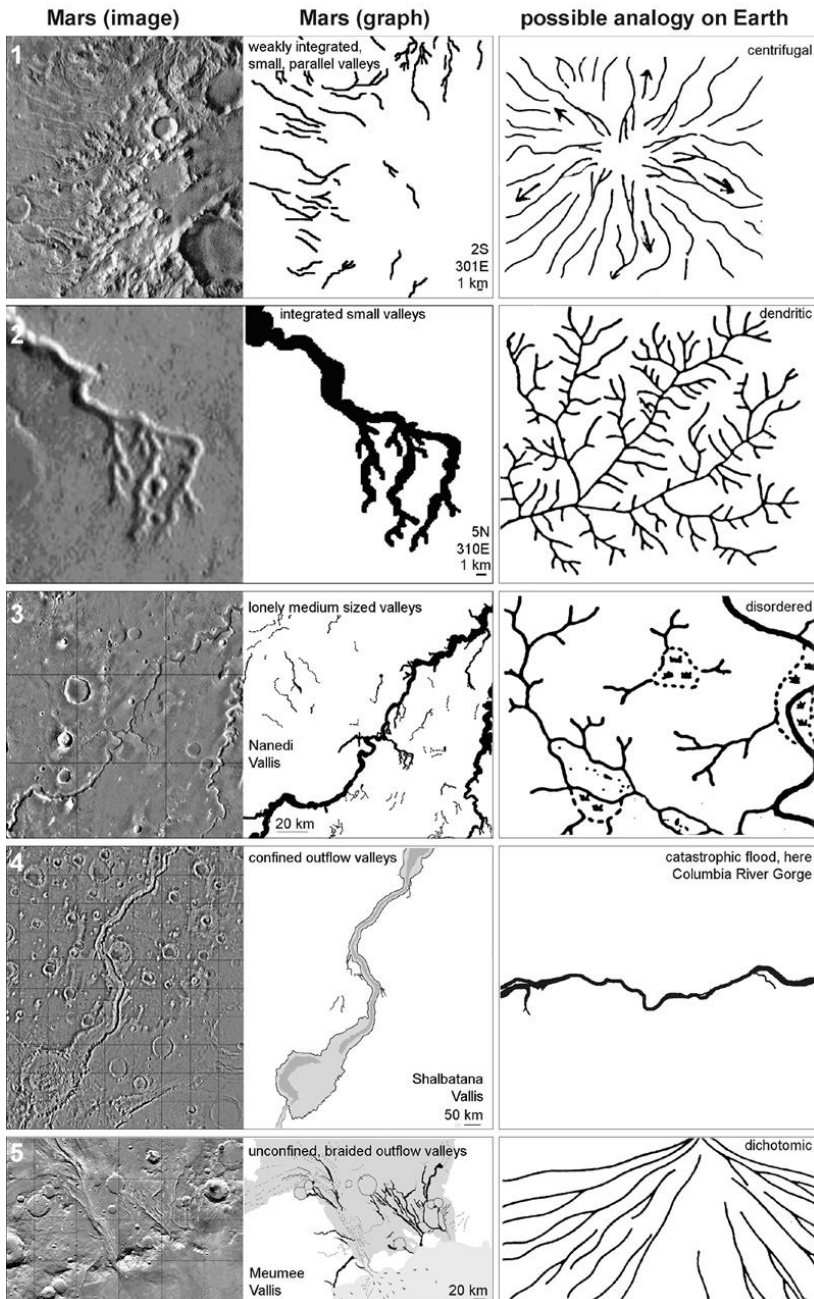 Mars (image)
Mars (graph)
possible analogy on Earth
1
weakly integrated,
small, parallel valleys
2S
301E
1 km
centrifugal
2
integrated small valleys
5N
310E
1 km
dendritic
3
lonely medium sized valleys
Nanedi
Vallis
20 km
disordered
4
confined outflow valleys
Shalbatana
Vallis
50 km
catastrophic flood, here
Columbia River Gorge
5
unconfined, braided outflow valleys
Meumee
Vallis
20 km
dichotomic